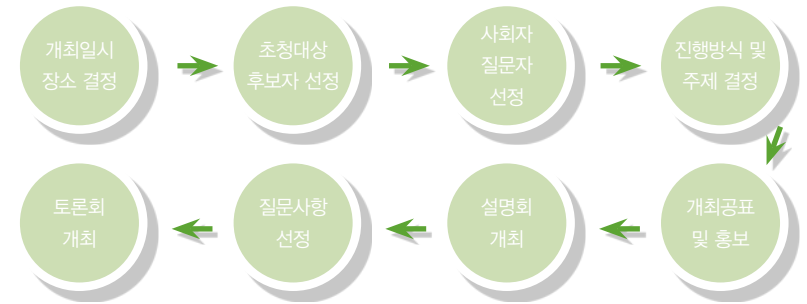 개최일시
장소 결정
초청대상
후보자 선정
사회자
질문자
선정
진행방식 및
주제 결정
개최공표
및 홍보
설명회
개최
질문사항
선정
토론회
개최